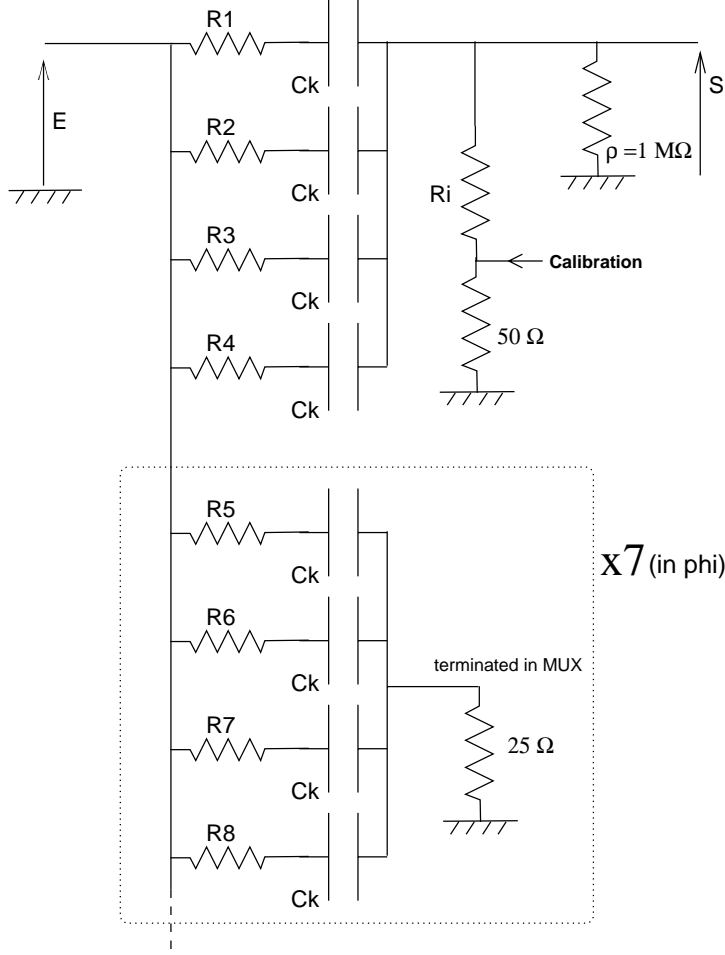 R1
Ck
E
S
R2
ρ =1 MΩ
Ck
Ri
R3
Calibration
Ck
R4
50 Ω
Ck
R5
x7 (in phi)
Ck
R6
terminated in MUX
Ck
R7
25 Ω
Ck
R8
Ck